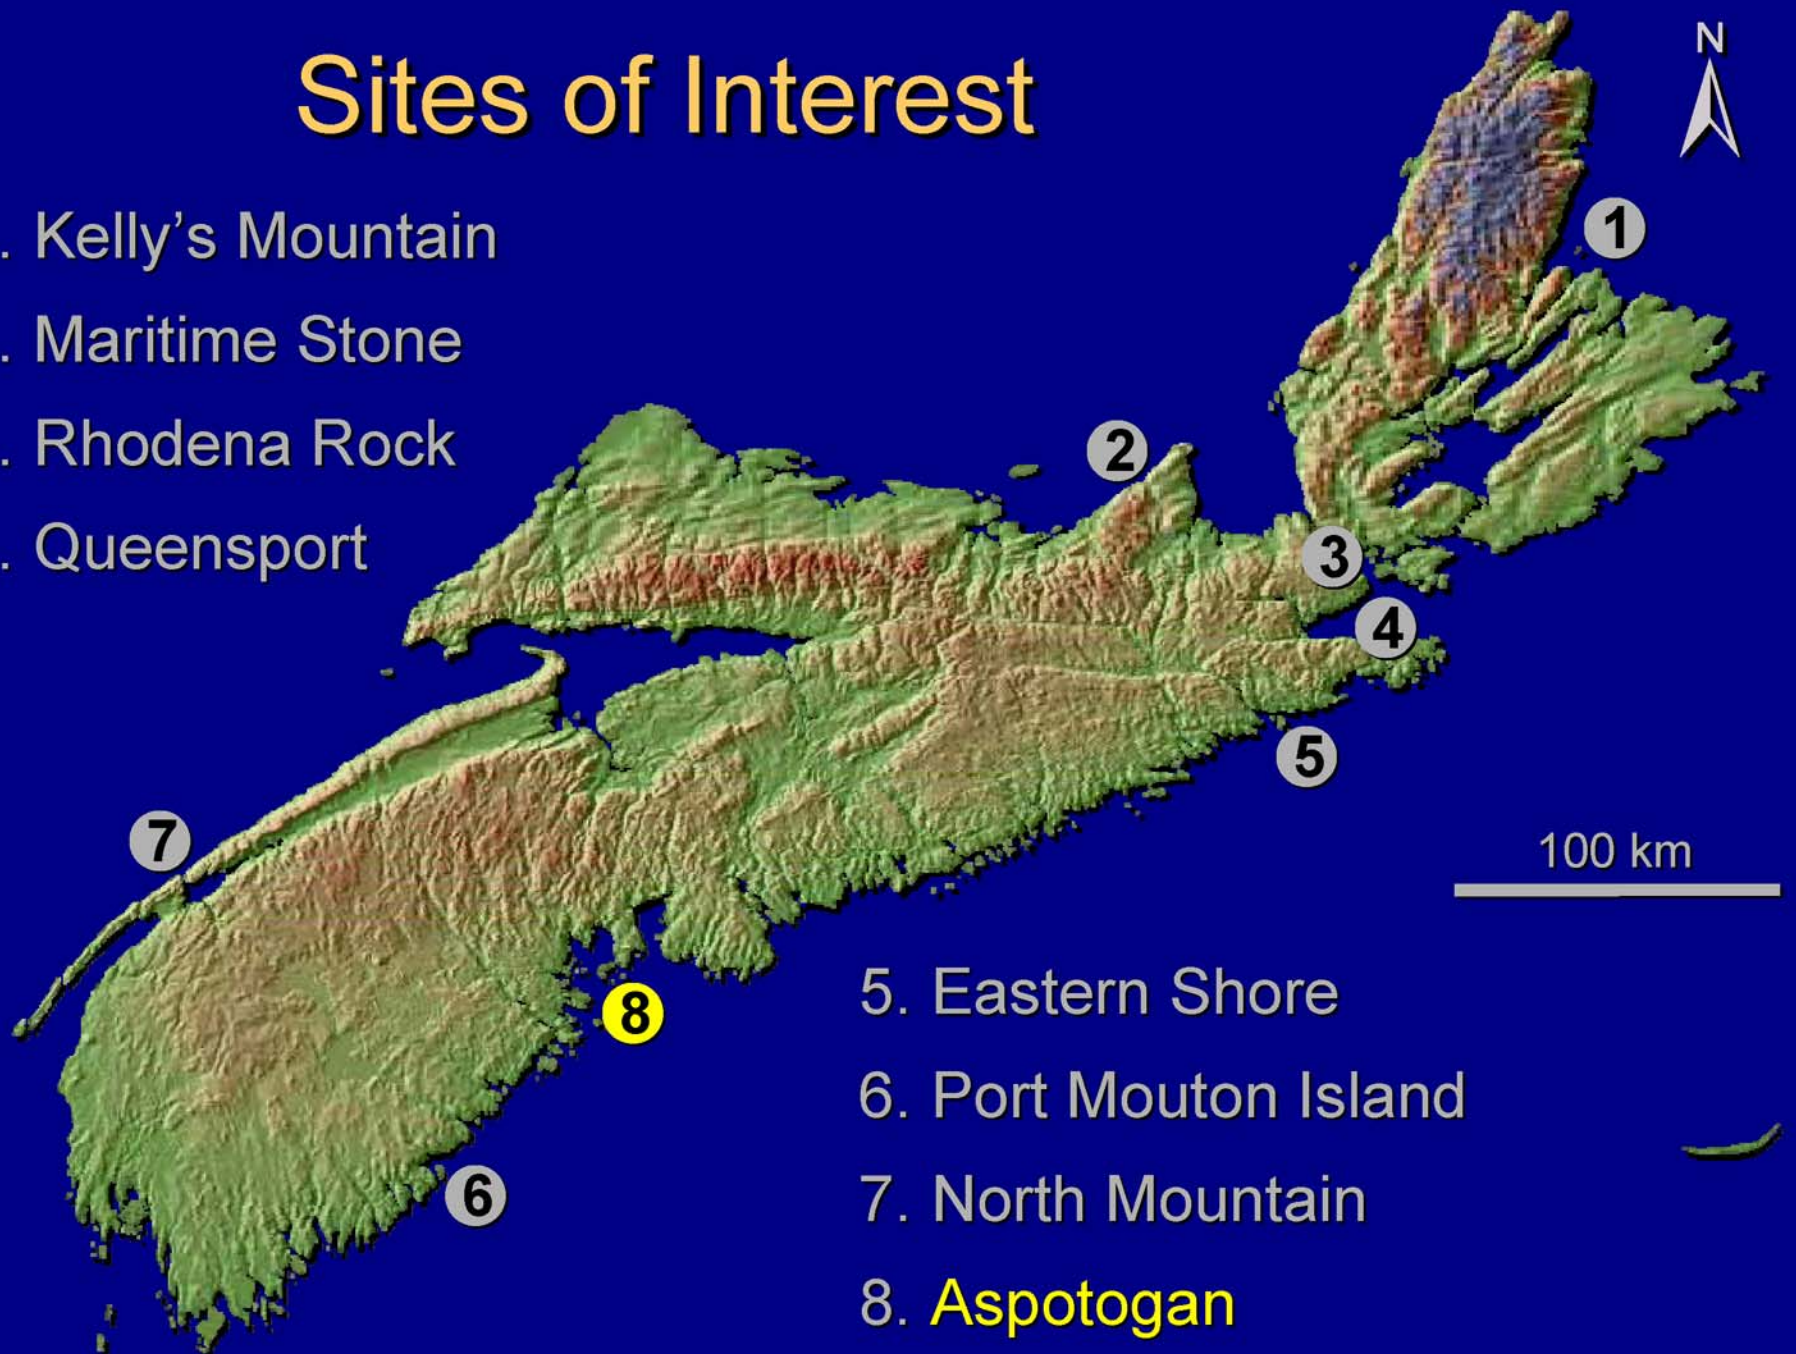 Sites of Interest
N
. Kelly’s Mountain
. Maritime Stone
. Rhodena Rock
. Queensport
1
2
3
4
5
7
100 km
8
6
5. Eastern Shore
6. Port Mouton Island
7. North Mountain
8. Aspotogan